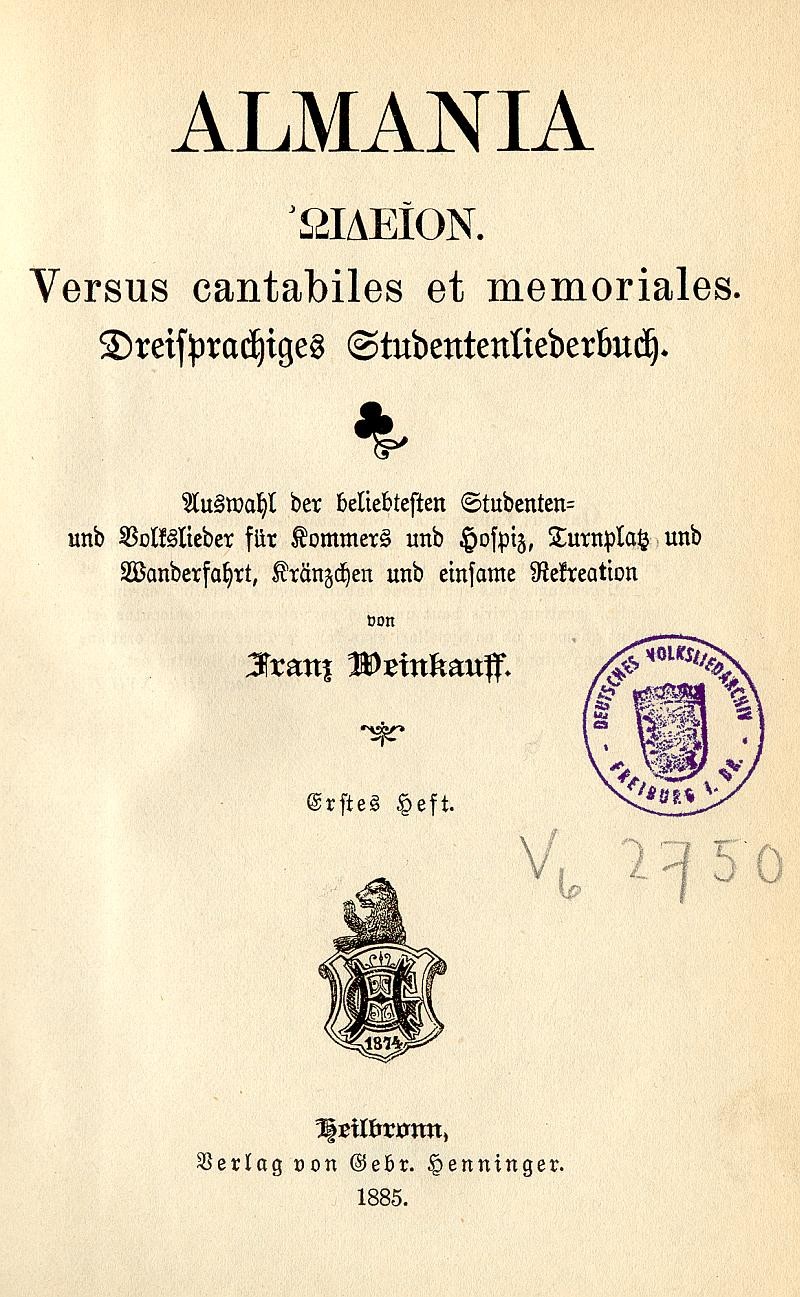 ALMANIA
ὨΙΔΕῖΟΝ.
Versus cantabiles et memoriales.
Dreisprachiges Studentenliederbuch.
Auswahl der beliebtesten Studenten=
und Volkslieder für Kommers und Hospiz, Turnplatz und
Wanderfahrt, Kränzchen und einsame Rekreation
von
Franz Weinkauff.
DEUTSCHES VOLKSLIEDARCHIV
- FREIBURG I. BR. -
Erstes Heft.
V6 2750
1874
Heilbronn,
Verlag von Gebr. Henninger.
1885.